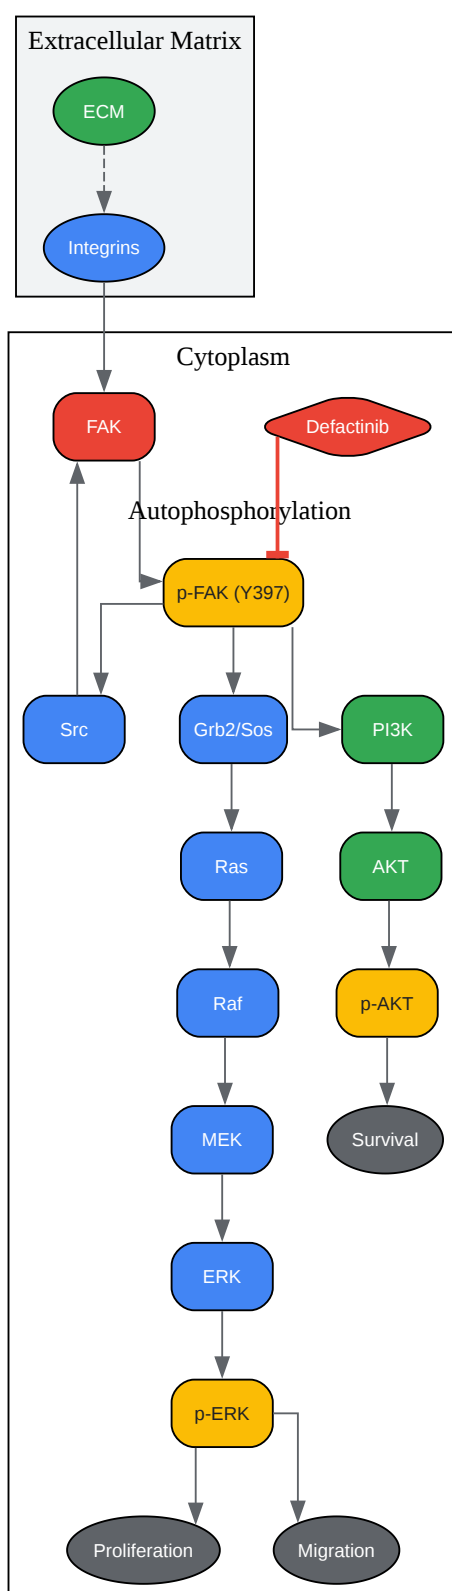 Extracellular Matrix
ECM
Integrins
Cytoplasm
FAK
Defactinib
Autophosphorylation
p-FAK (Y397)
Src
Grb2/Sos
PI3K
Ras
AKT
Raf
p-AKT
MEK
Survival
ERK
p-ERK
Proliferation
Migration